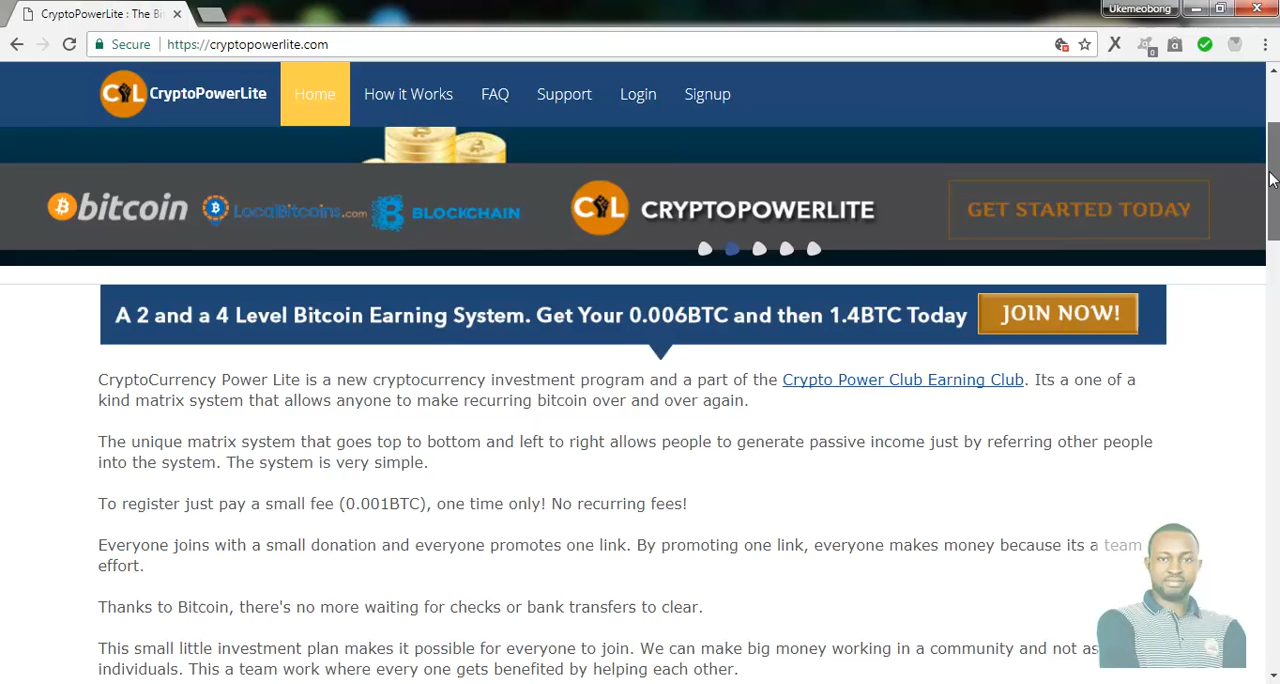 CryptoPowerLite : The Bi
Ukemeobong
Secure
https://cryptopowerlite.com
0
CYL CryptoPowerLite
Home
How it Works
FAQ
Support
Login
Signup
bitcoin
LocalBitcoins.com
BLOCKCHAIN
CYL CRYPTOPOWERLITE
GET STARTED TODAY
A 2 and a 4 Level Bitcoin Earning System. Get Your 0.006BTC and then 1.4BTC Today
JOIN NOW!
CryptoCurrency Power Lite is a new cryptocurrency investment program and a part of the Crypto Power Club Earning Club. Its a one of a
kind matrix system that allows anyone to make recurring bitcoin over and over again.
The unique matrix system that goes top to bottom and left to right allows people to generate passive income just by referring other people
into the system. The system is very simple.
To register just pay a small fee (0.001BTC), one time only! No recurring fees!
Everyone joins with a small donation and everyone promotes one link. By promoting one link, everyone makes money because its a team
effort.
Thanks to Bitcoin, there's no more waiting for checks or bank transfers to clear.
This small little investment plan makes it possible for everyone to join. We can make big money working in a community and not as
individuals. This a team work where every one gets benefited by helping each other.